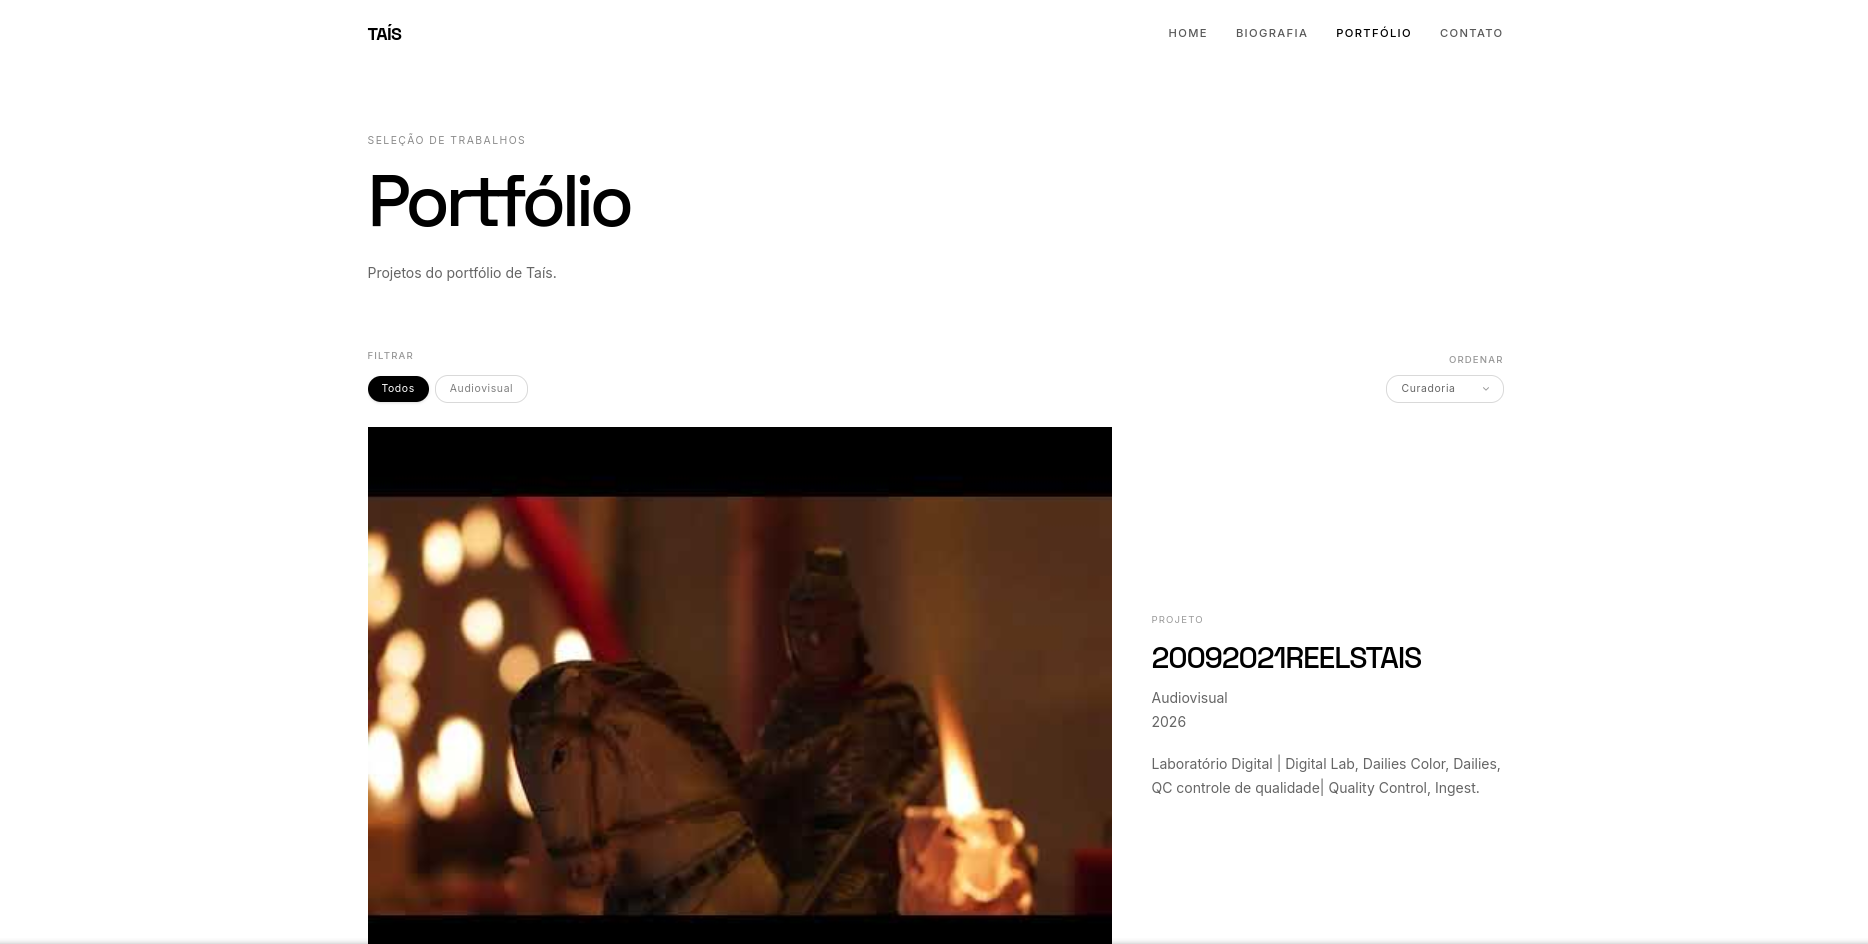 TAÍS
HOME BIOGRAFIA PORTFÓLIO CONTATO
SELEÇÃO DE TRABALHOS
Portfólio
Projetos do portfólio de Taís.
FILTRAR
Todos Audiovisual
ORDENAR
Curadoria
PROJETO
20092021REELSTAIS
Audiovisual
2026
Laboratório Digital | Digital Lab, Dailies Color, Dailies,
QC controle de qualidade| Quality Control, Ingest.